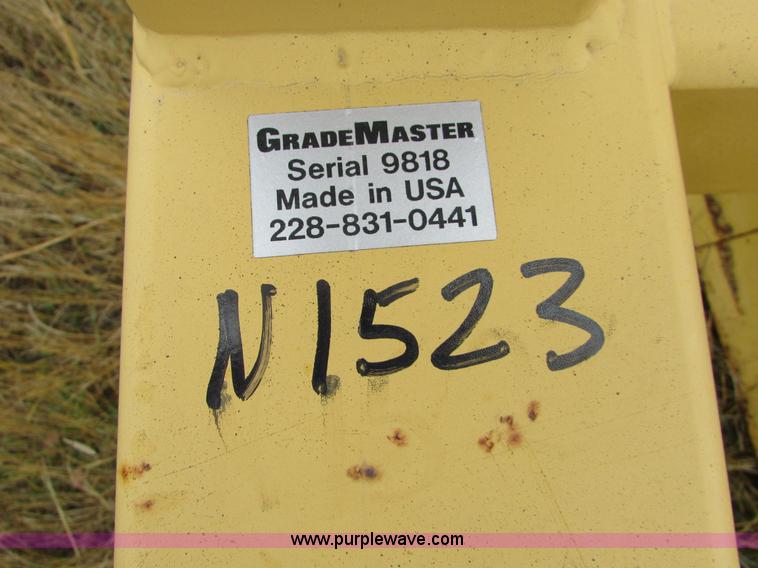 GRADEMASTER
Serial 9818
Made in USA
228-831-0441
N1523
www.purplewave.com